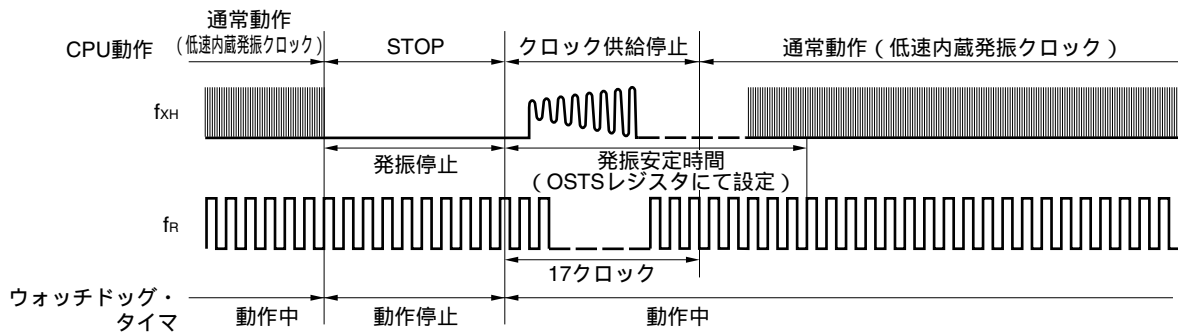 通常動作
(低速内蔵発振クロック)
CPU動作
STOP
クロック供給停止
通常動作(低速内蔵発振クロック)
fXH
発振停止
発振安定時間
(OSTSレジスタにて設定)
fR
17クロック
ウォッチドッグ・
タイマ
動作中
動作停止
動作中